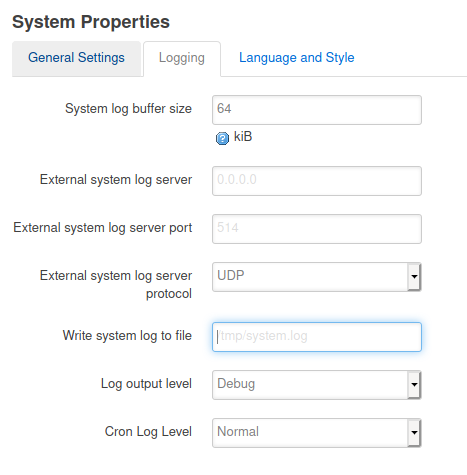 System Properties
General Settings Logging Language and Style
System log buffer size 64
kiB
External system log server 0.0.0.0
External system log server port 514
External system log server UDP
protocol
Write system log to file /tmp/system.log
Log output level Debug
Cron Log Level Normal